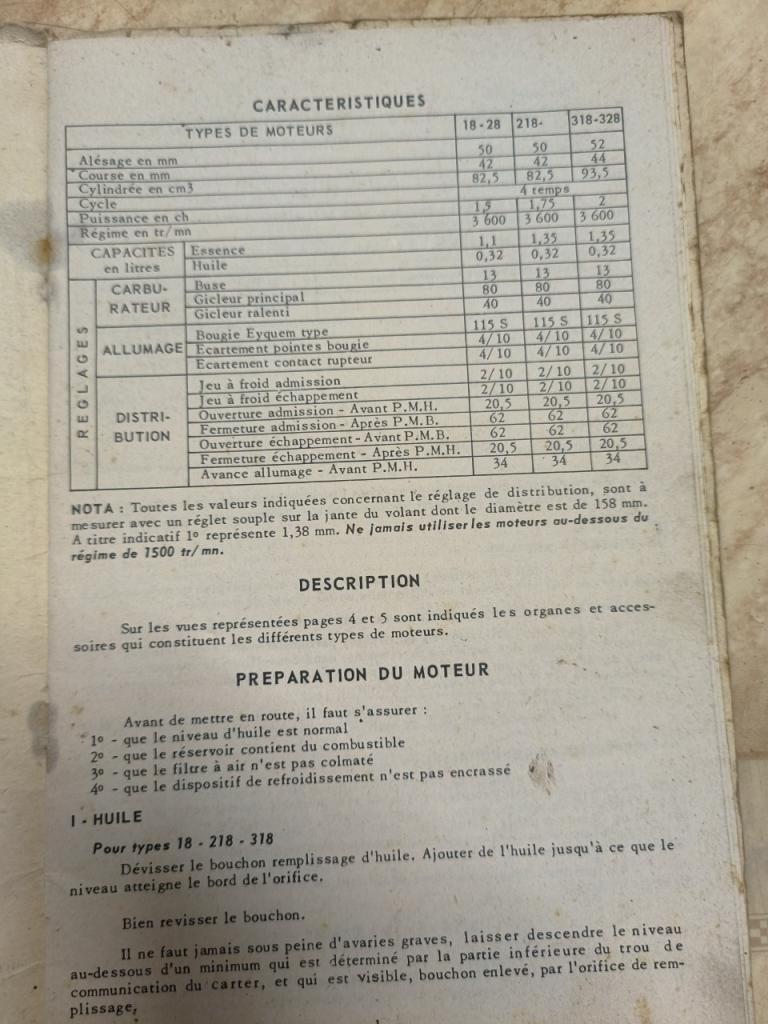 CARACTERISTIQUES
TYPES DE MOTEURS 18-28 218- 318-328
Alésage en mm 50 50 52
Course en mm 42 42 44
Cylindrée en cm3 82,5 82,5 93,5
Cycle 4 temps
Puissance en ch 1,5 1,75 2
Régime en tr/mn 3 600 3 600 3 600
CAPACITES en litres
Essence 1,1 1,35 1,35
Huile 0,32 0,32 0,32
REGLAGES
CARBU-
RATEUR
Buse 13 13 13
Gicleur principal 80 80 80
Gicleur ralenti 40 40 40
ALLUMAGE
Bougie Eyquem type 115 S 115 S 115 S
Ecartement pointes bougie 4/10 4/10 4/10
Ecartement contact rupteur 4/10 4/10 4/10
DISTRI-
BUTION
Jeu à froid admission 2/10 2/10 2/10
Jeu à froid échappement 2/10 2/10 2/10
Ouverture admission - Avant P.M.H. 20,5 20,5 20,5
Fermeture admission - Après P.M.B. 62 62 62
Ouverture échappement - Avant P.M.B. 62 62 62
Fermeture échappement - Après P.M.H. 20,5 20,5 20,5
Avance allumage - Avant P.M.H. 34 34 34
NOTA : Toutes les valeurs indiquées concernant le réglage de distribution, sont à
mesurer avec un réglet souple sur la jante du volant dont le diamètre est de 158 mm.
A titre indicatif 1° représente 1,38 mm. Ne jamais utiliser les moteurs au-dessous du
régime de 1500 tr/mn.
DESCRIPTION
Sur les vues représentées pages 4 et 5 sont indiqués les organes et acces-
soires qui constituent les différents types de moteurs.
PREPARATION DU MOTEUR
Avant de mettre en route, il faut s'assurer :
1° - que le niveau d'huile est normal
2° - que le réservoir contient du combustible
3° - que le filtre à air n'est pas colmaté
4° - que le dispositif de refroidissement n'est pas encrassé
I - HUILE
Pour types 18 - 218 - 318
Dévisser le bouchon remplissage d'huile. Ajouter de l'huile jusqu'à ce que le
niveau atteigne le bord de l'orifice.
Bien revisser le bouchon.
Il ne faut jamais sous peine d'avaries graves, laisser descendre le niveau
au-dessous d'un minimum qui est déterminé par la partie inférieure du trou de
communication du carter, et qui est visible, bouchon enlevé, par l'orifice de rem-
plissage.